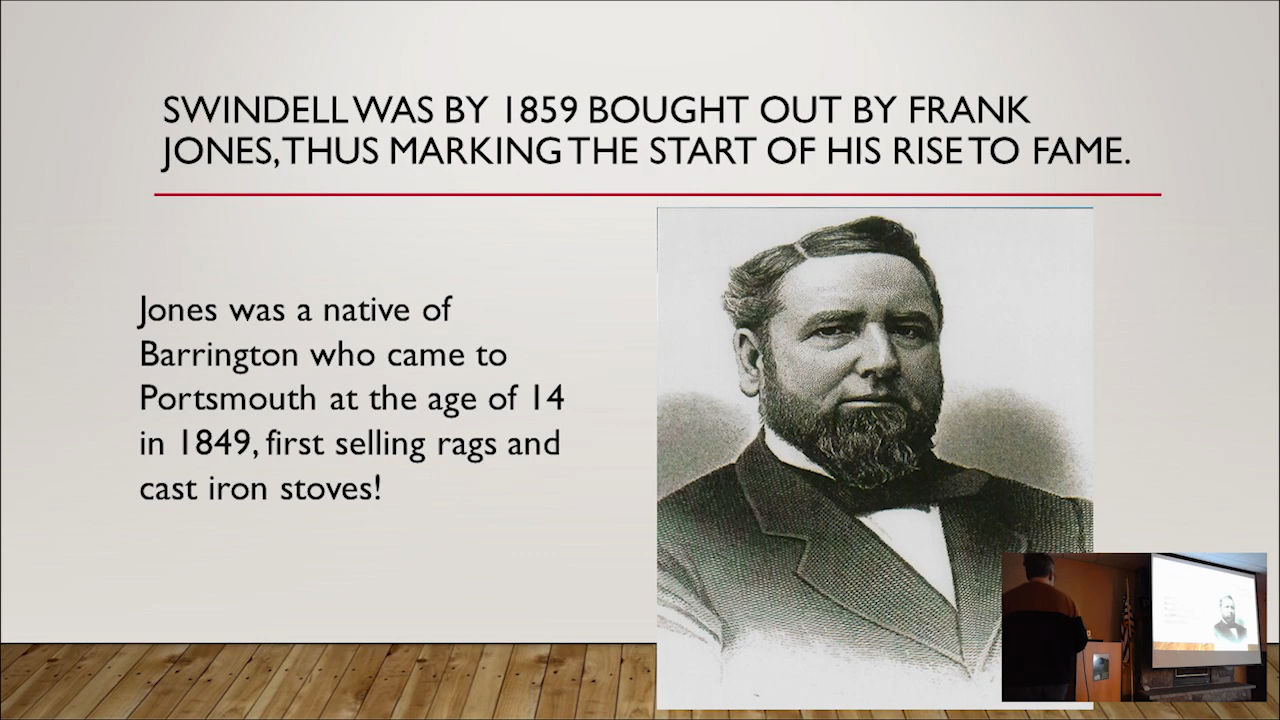 SWINDELL WAS BY 1859 BOUGHT OUT BY FRANK
JONES, THUS MARKING THE START OF HIS RISE TO FAME.
Jones was a native of
Barrington who came to
Portsmouth at the age of 14
in 1849, first selling rags and
cast iron stoves!